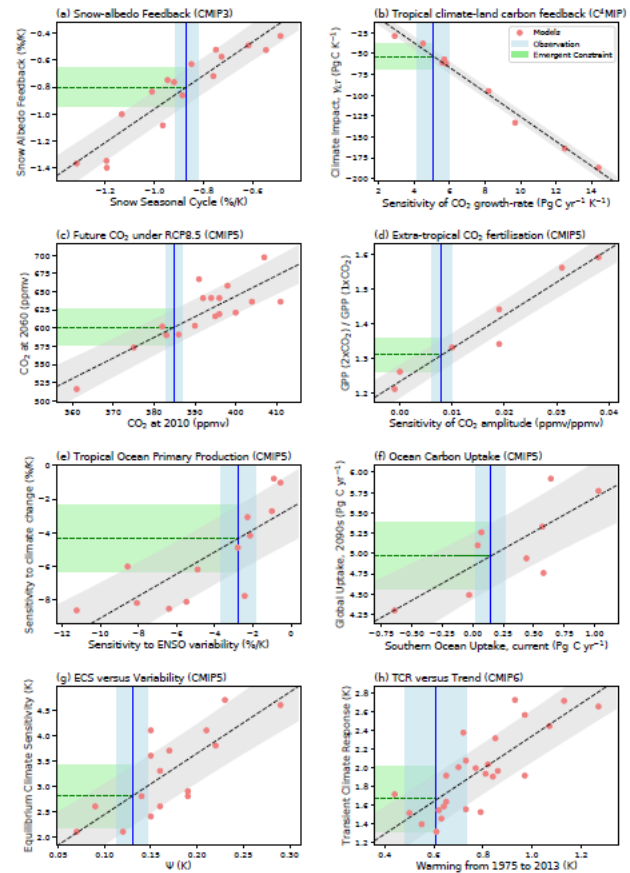 (a) Snow-albedo Feedback (CMIP3)
Snow Albedo Feedback (%/K)
−0.4
−0.6
−0.8
−1.0
−1.2
−1.4
−1.2 −1.0 −0.8 −0.6
Snow Seasonal Cycle (%/K)
(b) Tropical climate-land carbon feedback (C⁴MIP)
Climate Impact, γLT (PgC K⁻¹)
−25
−50
−75
−100
−125
−150
−175
−200
2 4 6 8 10 12 14
Sensitivity of CO₂ growth-rate (PgC yr⁻¹ K⁻¹)
Models
Observation
Emergent Constraint
(c) Future CO₂ under RCP8.5 (CMIP5)
CO₂ at 2060 (ppmv)
700
675
650
625
600
575
550
525
500
360 370 380 390 400 410
CO₂ at 2010 (ppmv)
(d) Extra-tropical CO₂ fertilisation (CMIP5)
GPP (2xCO₂) / GPP (1xCO₂)
1.6
1.5
1.4
1.3
1.2
0.00 0.01 0.02 0.03 0.04
Sensitivity of CO₂ amplitude (ppmv/ppmv)
(e) Tropical Ocean Primary Production (CMIP5)
Sensitivity to climate change (%/K)
0
−2
−4
−6
−8
−12 −10 −8 −6 −4 −2 0
Sensitivity to ENSO variability (%/K)
(f) Ocean Carbon Uptake (CMIP5)
Global Uptake, 2090s (Pg C yr⁻¹)
6.00
5.75
5.50
5.25
5.00
4.75
4.50
4.25
−0.75 −0.50 −0.25 0.00 0.25 0.50 0.75 1.00
Southern Ocean Uptake, current (Pg C yr⁻¹)
(g) ECS versus Variability (CMIP5)
Equilibrium Climate Sensitivity (K)
4.5
4.0
3.5
3.0
2.5
2.0
0.05 0.10 0.15 0.20 0.25 0.30
Ψ (K)
(h) TCR versus Trend (CMIP6)
Transient Climate Response (K)
2.8
2.6
2.4
2.2
2.0
1.8
1.6
1.4
1.2
0.4 0.6 0.8 1.0 1.2
Warming from 1975 to 2013 (K)